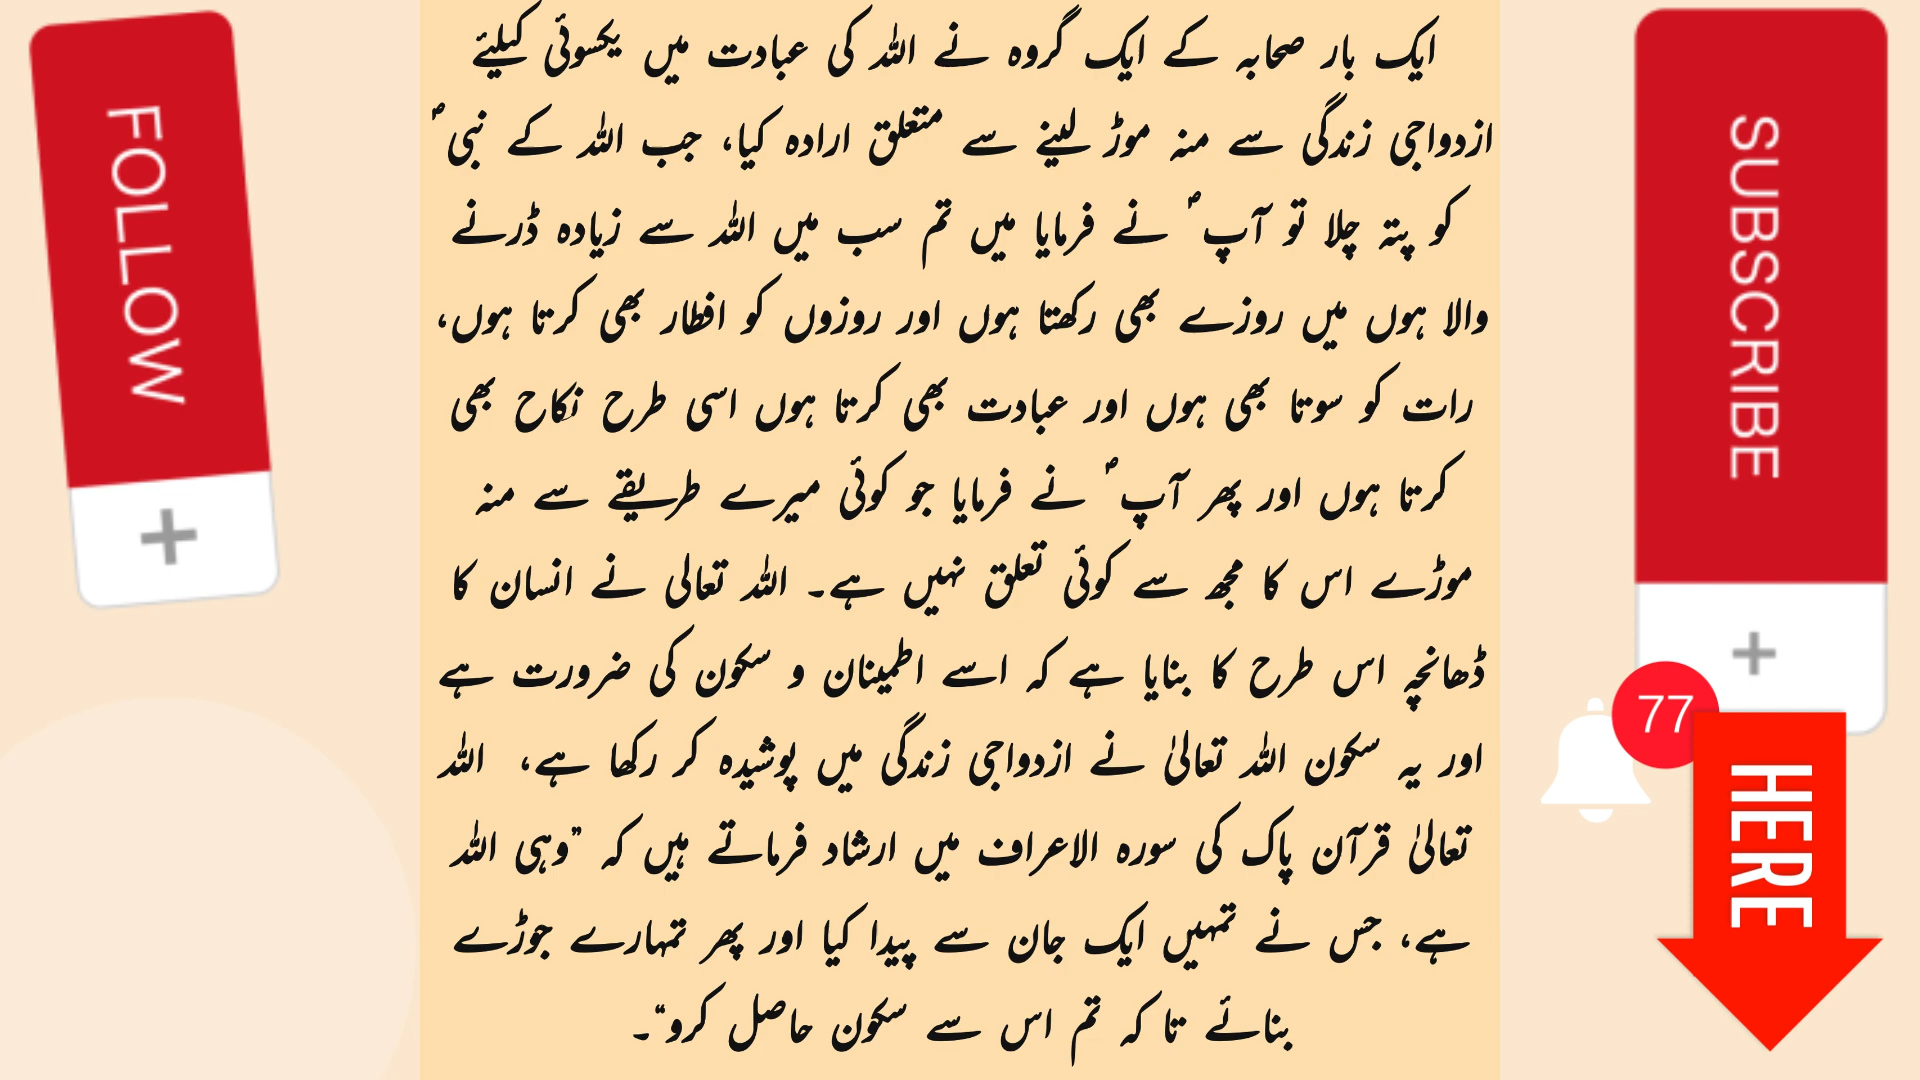 ایک بار صحابہ کے ایک گروہ نے اللہ کی عبادت میں یکسوئی کیلیئے
ازدواجی زندگی سے منہ موڑ لینے سے متعلق ارادہ کیا، جب اللہ کے نبی ؐ
کو پتہ چلا تو آپ ؐ نے فرمایا میں تم سب میں اللہ سے زیادہ ڈرنے
والا ہوں میں روزے بھی رکھتا ہوں اور روزوں کو افطار بھی کرتا ہوں،
رات کو سوتا بھی ہوں اور عبادت بھی کرتا ہوں اسی طرح نکاح بھی
کرتا ہوں اور پھر آپ ؐ نے فرمایا جو کوئی میرے طریقے سے منہ
موڑے اس کا مجھ سے کوئی تعلق نہیں ہے۔ اللہ تعالی نے انسان کا
ڈھانچہ اس طرح کا بنایا ہے کہ اسے اطمینان و سکون کی ضرورت ہے
اور یہ سکون اللہ تعالیٰ نے ازدواجی زندگی میں پوشیدہ کر رکھا ہے، اللہ
تعالیٰ قرآن پاک کی سورہ الاعراف میں ارشاد فرماتے ہیں کہ ”وہی اللہ
ہے، جس نے تمہیں ایک جان سے پیدا کیا اور پھر تمہارے جوڑے
بنائے تا کہ تم اس سے سکون حاصل کرو“۔
FOLLOW
+
SUBSCRIBE
+
77
HERE